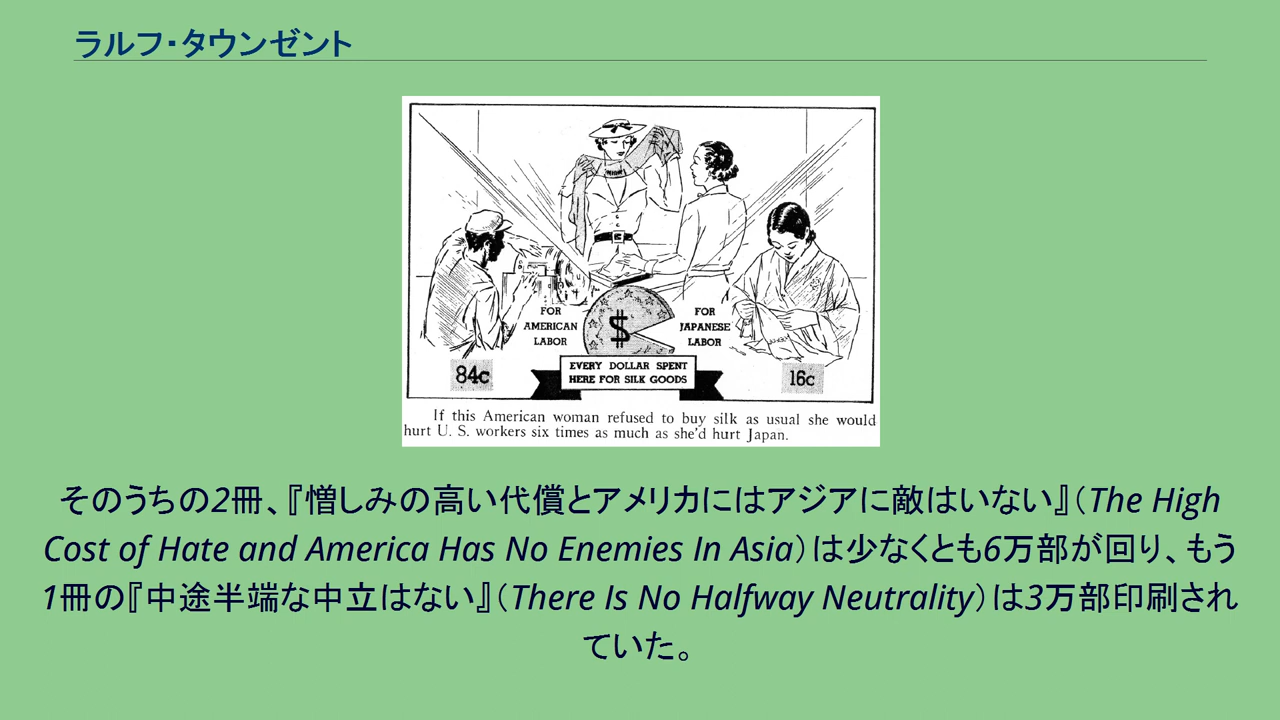 ラルフ・タウンゼント
FOR
AMERICAN
LABOR
84c
$
FOR
JAPANESE
LABOR
16c
EVERY DOLLAR SPENT
HERE FOR SILK GOODS
If this American woman refused to buy silk as usual she would
hurt U. S. workers six times as much as she'd hurt Japan.
そのうちの2冊、『憎しみの高い代償とアメリカにはアジアに敵はいない』（The High
Cost of Hate and America Has No Enemies In Asia）は少なくとも6万部が回り、もう
1冊の『中途半端な中立はない』（There Is No Halfway Neutrality）は3万部印刷され
ていた。